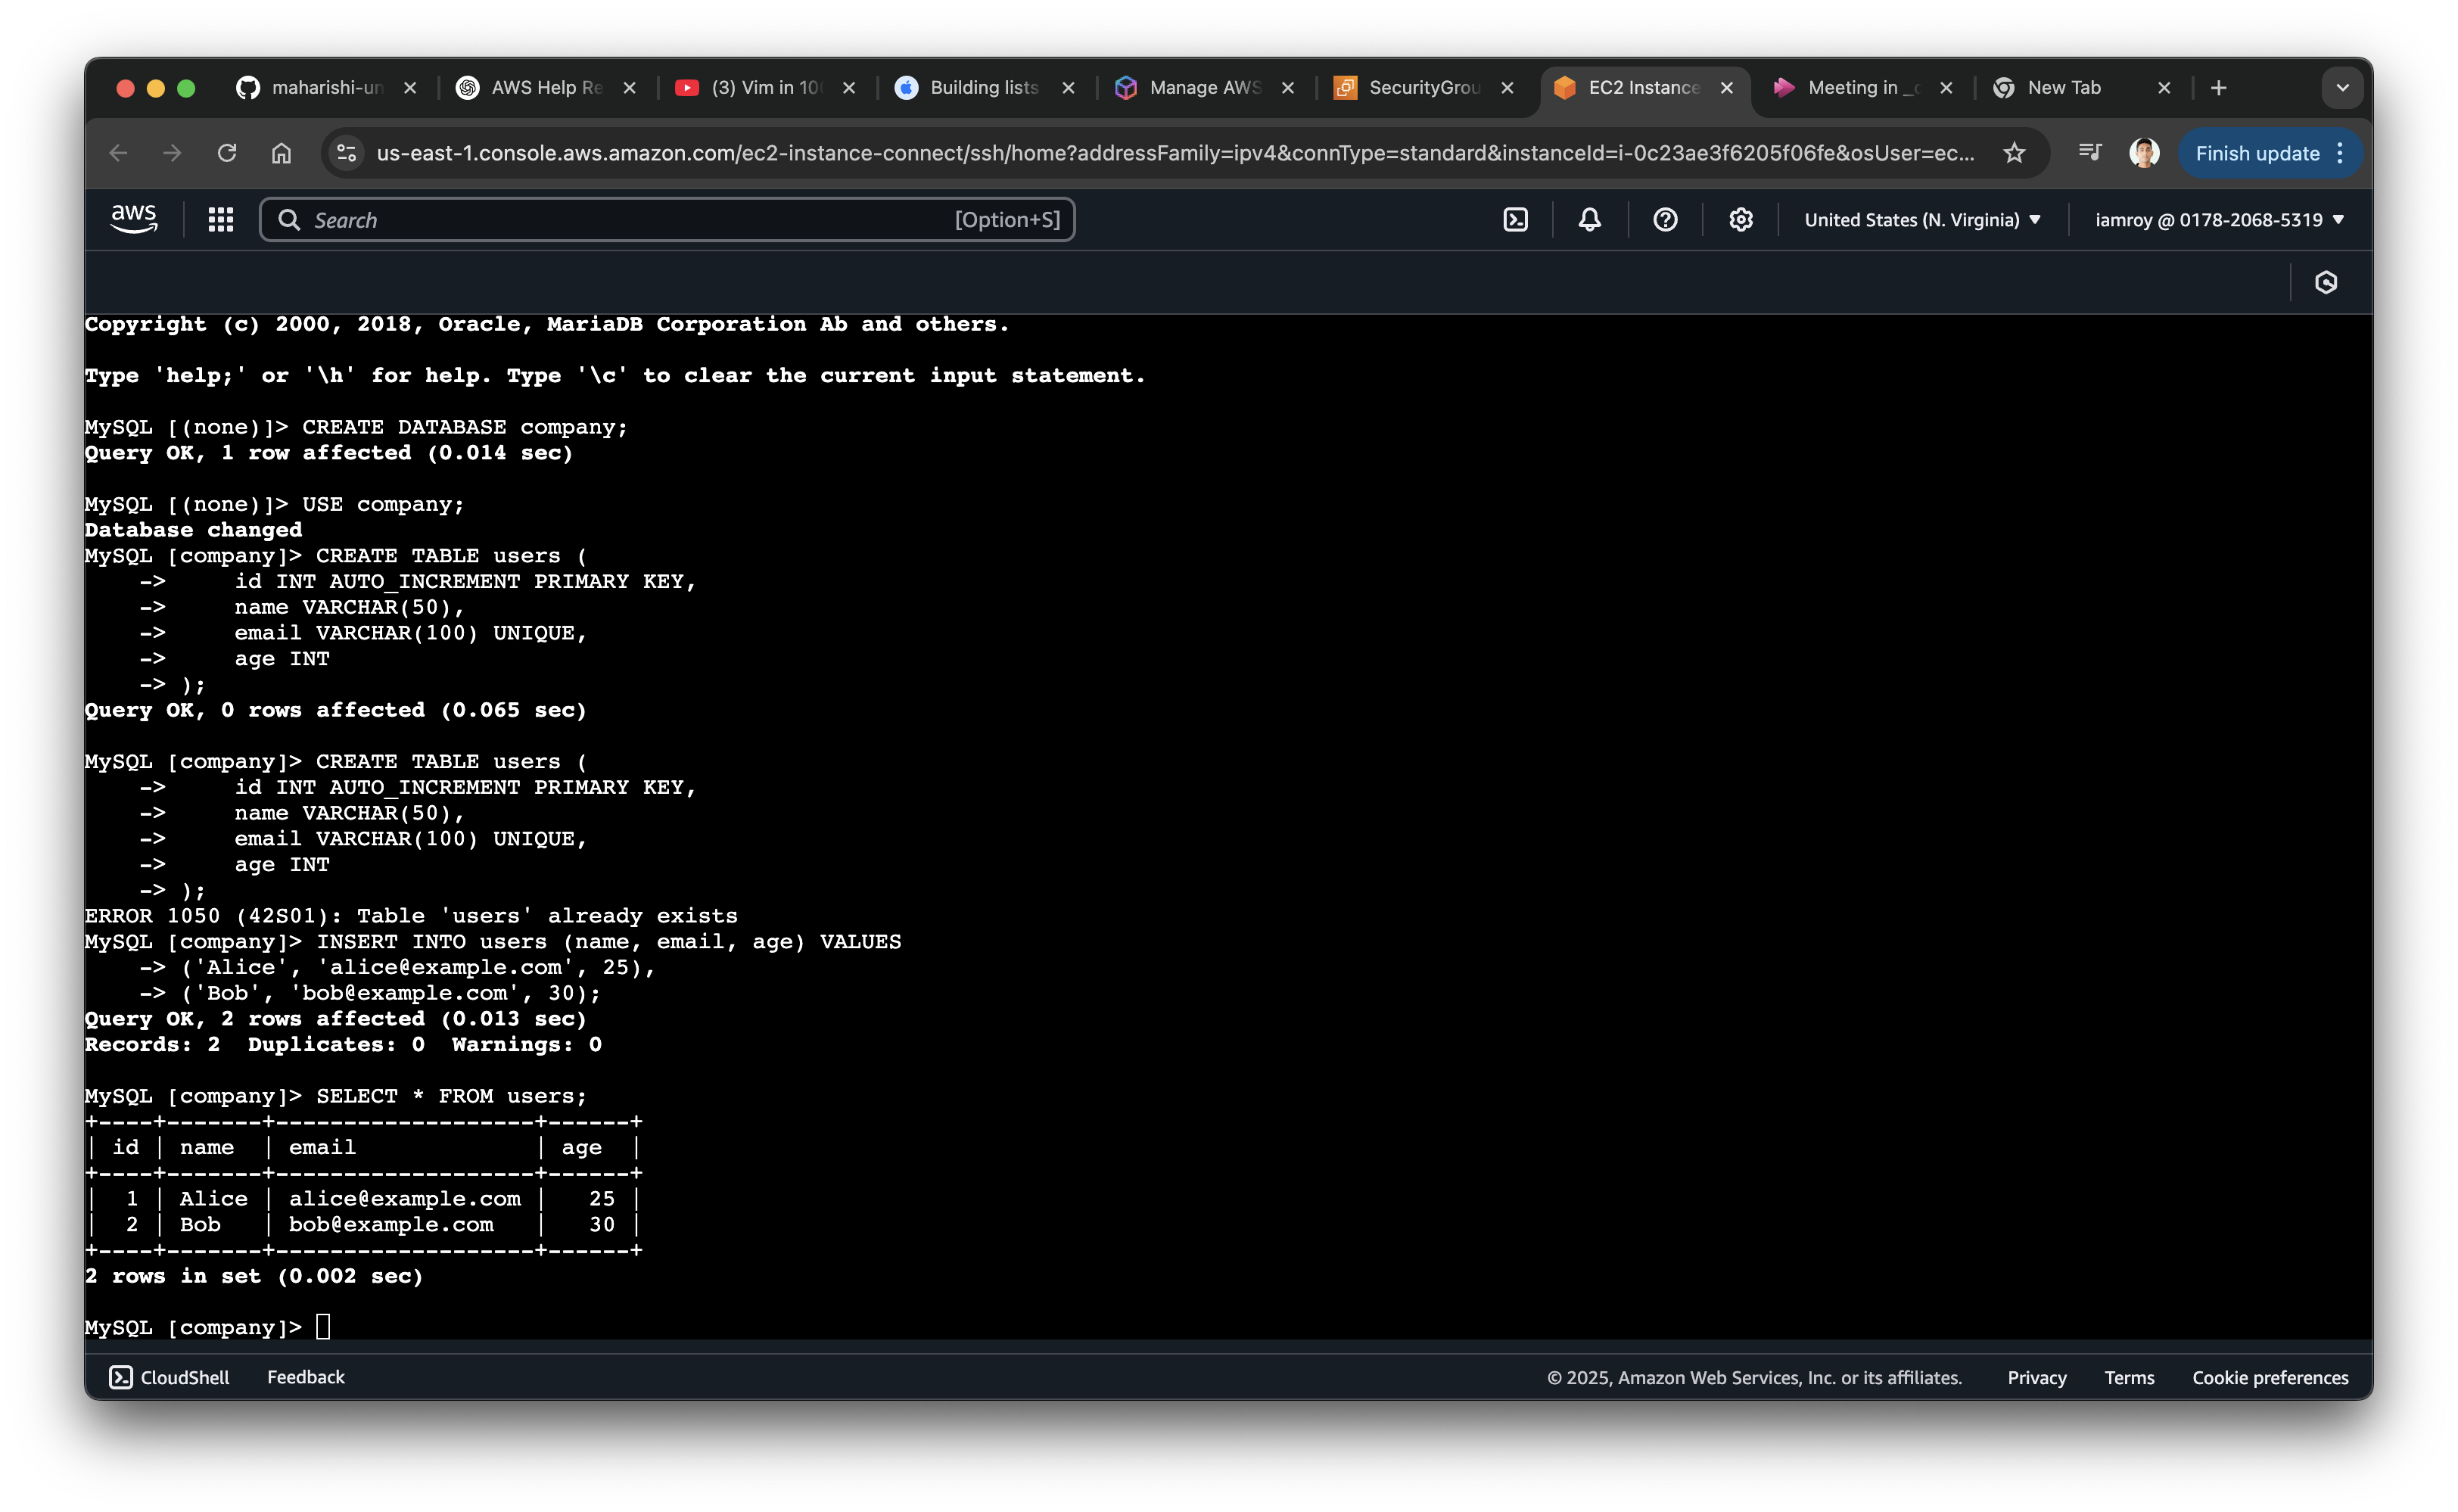 maharishi-un
AWS Help Re
(3) Vim in 10
Building lists
Manage AWS
SecurityGrou
EC2 Instance
Meeting in _c
New Tab
us-east-1.console.aws.amazon.com/ec2-instance-connect/ssh/home?addressFamily=ipv4&connType=standard&instanceId=i-0c23ae3f6205f06fe&osUser=ec...
Finish update
aws
Search
[Option+S]
United States (N. Virginia)
iamroy @ 0178-2068-5319
Copyright (c) 2000, 2018, Oracle, MariaDB Corporation Ab and others.
Type 'help;' or '\h' for help. Type '\c' to clear the current input statement.
MySQL [(none)]> CREATE DATABASE company;
Query OK, 1 row affected (0.014 sec)
MySQL [(none)]> USE company;
Database changed
MySQL [company]> CREATE TABLE users (
    ->     id INT AUTO_INCREMENT PRIMARY KEY,
    ->     name VARCHAR(50),
    ->     email VARCHAR(100) UNIQUE,
    ->     age INT
    -> );
Query OK, 0 rows affected (0.065 sec)
MySQL [company]> CREATE TABLE users (
    ->     id INT AUTO_INCREMENT PRIMARY KEY,
    ->     name VARCHAR(50),
    ->     email VARCHAR(100) UNIQUE,
    ->     age INT
    -> );
ERROR 1050 (42S01): Table 'users' already exists
MySQL [company]> INSERT INTO users (name, email, age) VALUES
    -> ('Alice', 'alice@example.com', 25),
    -> ('Bob', 'bob@example.com', 30);
Query OK, 2 rows affected (0.013 sec)
Records: 2  Duplicates: 0  Warnings: 0
MySQL [company]> SELECT * FROM users;
+----+-------+-------------------+------+
| id | name  | email             | age  |
+----+-------+-------------------+------+
|  1 | Alice | alice@example.com |   25 |
|  2 | Bob   | bob@example.com   |   30 |
+----+-------+-------------------+------+
2 rows in set (0.002 sec)
MySQL [company]>
CloudShell
Feedback
© 2025, Amazon Web Services, Inc. or its affiliates.
Privacy
Terms
Cookie preferences